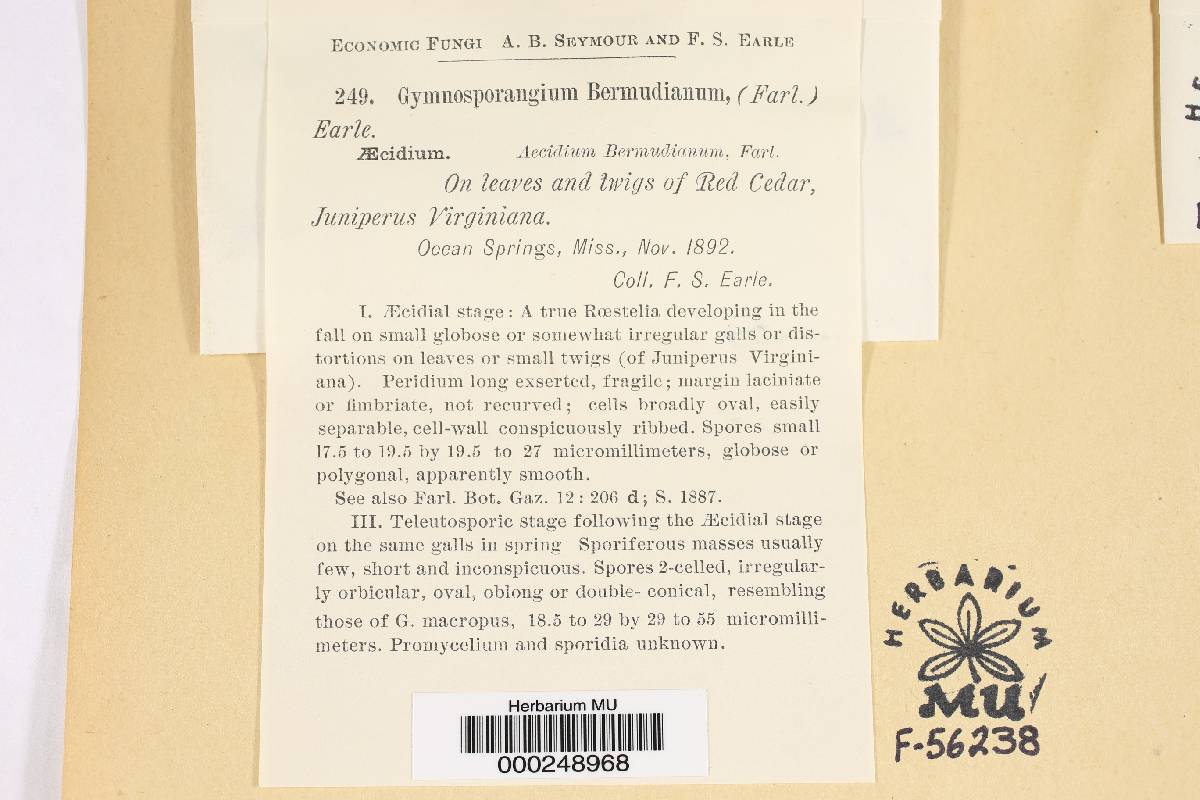 ECONOMIC FUNGI A. B. SEYMOUR AND F. S. EARLE
249. Gymnosporangium Bermudianum, (Farl.)
Earle.
Æcidium. Aecidium Bermudianum, Farl.
On leaves and twigs of Red Cedar,
Juniperus Virginiana.
Ocean Springs, Miss., Nov. 1892.
Coll. F. S. Earle.
I. Æcidial stage: A true Rœstelia developing in the
fall on small globose or somewhat irregular galls or dis-
tortions on leaves or small twigs (of Juniperus Virgini-
ana). Peridium long exserted, fragile; margin laciniate
or fimbriate, not recurved; cells broadly oval, easily
separable, cell-wall conspicuously ribbed. Spores small
17.5 to 19.5 by 19.5 to 27 micromillimeters, globose or
polygonal, apparently smooth.
See also Farl. Bot. Gaz. 12: 206 d; S. 1887.
III. Teleutosporic stage following the Æcidial stage
on the same galls in spring Sporiferous masses usually
few, short and inconspicuous. Spores 2-celled, irregular-
ly orbicular, oval, oblong or double- conical, resembling
those of G. macropus, 18.5 to 29 by 29 to 55 micromilli-
meters. Promycelium and sporidia unknown.
Herbarium MU
000248968
HERBARIUM
MU
F-56238